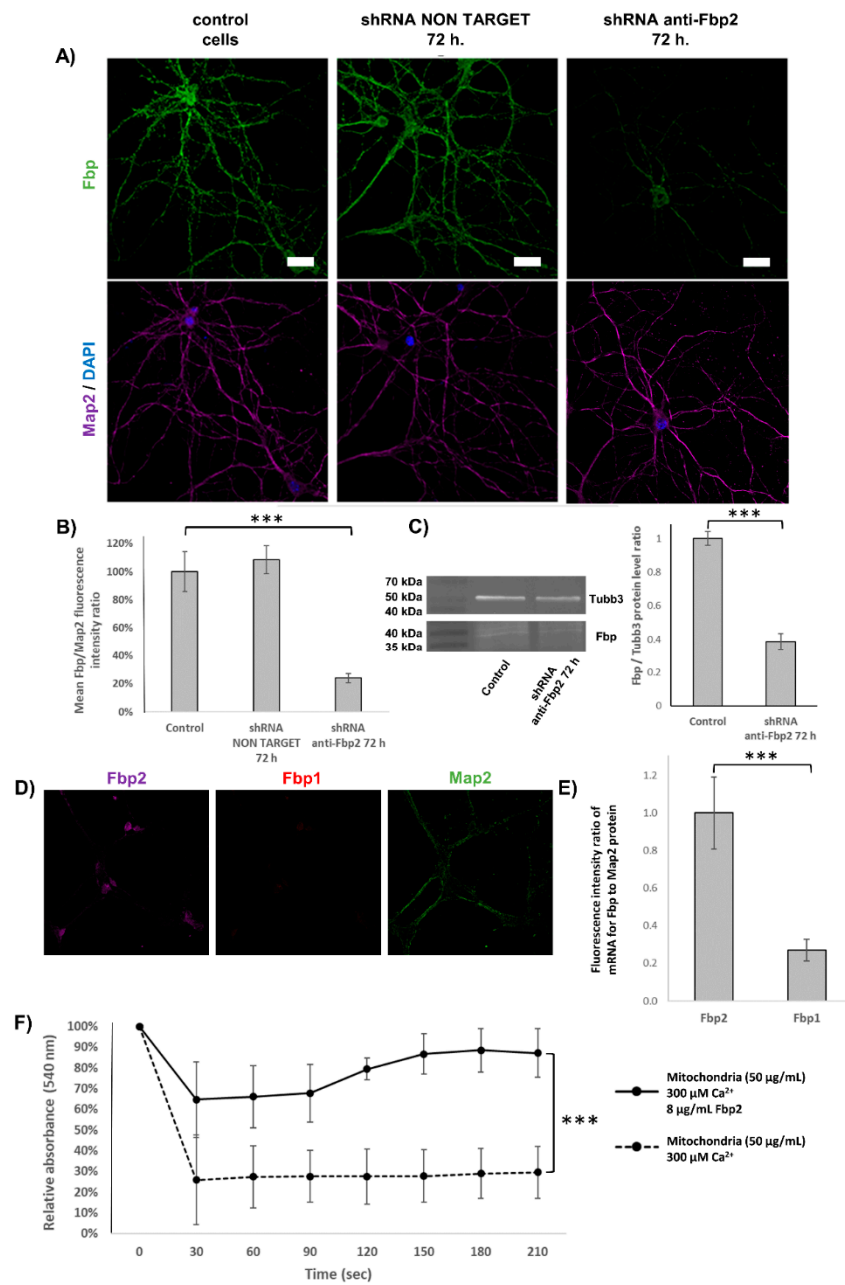 control
cells
shRNA NON TARGET
72 h.
shRNA anti-Fbp2
72 h.
A)
Fbp
Map2 / DAPI
B)
***
Mean Fbp/Map2 fluorescence
intensity ratio
120%
100%
80%
60%
40%
20%
0%
Control
shRNA
NON TARGET
72 h
shRNA
anti-Fbp2 72 h
C)
70 kDa
50 kDa
40 kDa
Tubb3
40 kDa
35 kDa
Fbp
Control
shRNA
anti-Fbp2 72 h
***
Fbp / Tubb3 protein level ratio
1
0.8
0.6
0.4
0.2
0
Control
shRNA
anti-Fbp2 72 h
D)
Fbp2
Fbp1
Map2
E)
***
Fluorescence intensity ratio of
mRNA for Fbp to Map2 protein
1.2
1.0
0.8
0.6
0.4
0.2
0.0
Fbp2
Fbp1
F)
Relative absorbance (540 nm)
100%
90%
80%
70%
60%
50%
40%
30%
20%
10%
0%
0 30 60 90 120 150 180 210
Time (sec)
***
Mitochondria (50 µg/mL)
300 µM Ca²⁺
8 µg/mL Fbp2
Mitochondria (50 µg/mL)
300 µM Ca²⁺